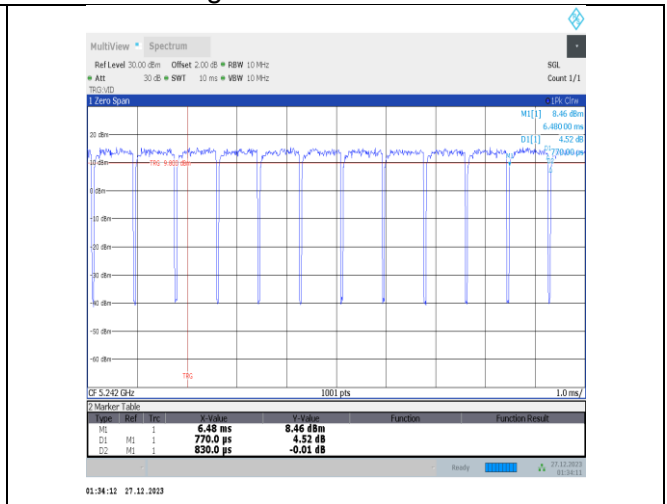 MultiView Spectrum
Ref Level 30.00 dBm Offset 2.00 dB RBW 10 MHz SGL
Att 30 dB SWT 10 ms VBW 10 MHz Count 1/1
TRG:VID
1 Zero Span 1Pk Clrw
M1[1] 8.46 dBm
6.480 00 ms
D1[1] 4.52 dB
770.00 µs
20 dBm
10 dBm
TRG 9.800 dBm
0 dBm
-10 dBm
-20 dBm
-30 dBm
-40 dBm
-50 dBm
-60 dBm
TRG
CF 5.242 GHz 1001 pts 1.0 ms/
2 Marker Table
Type Ref Trc X-Value Y-Value Function Function Result
M1 1 6.48 ms 8.46 dBm
D1 M1 1 770.0 µs 4.52 dB
D2 M1 1 830.0 µs -0.01 dB
Ready 27.12.2023
01:34:11
01:34:12 27.12.2023